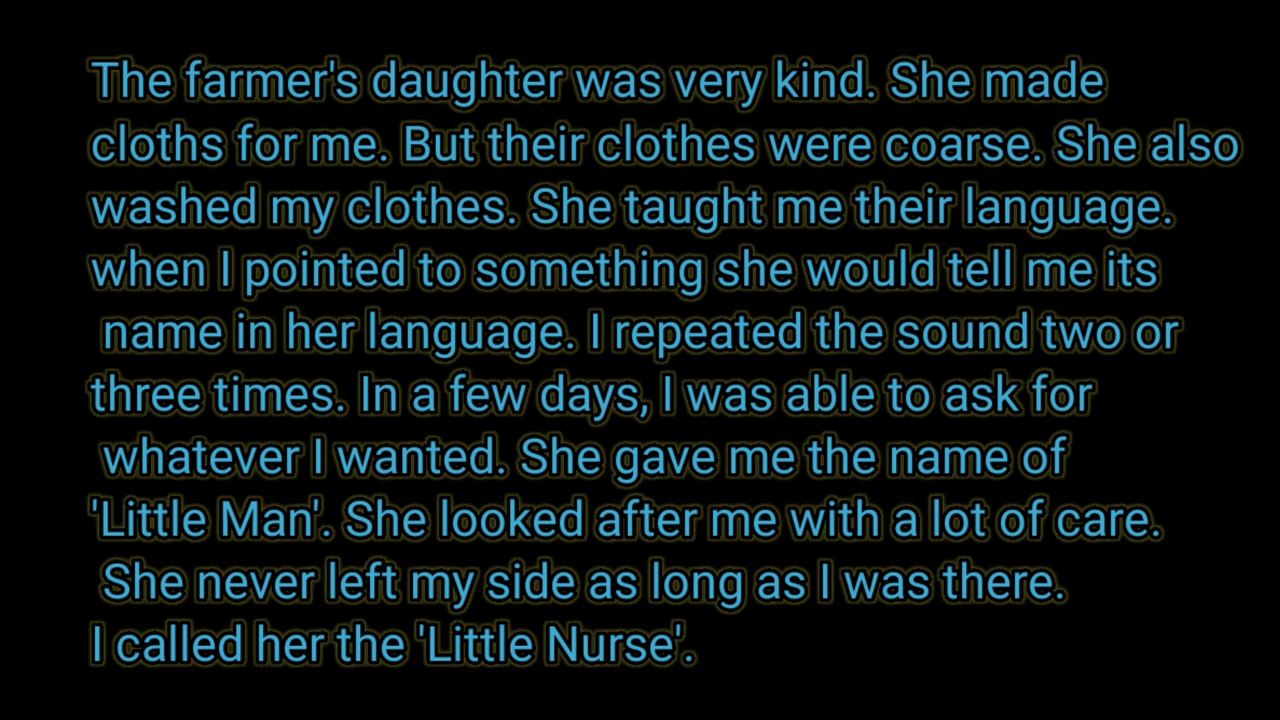 The farmer's daughter was very kind. She made
cloths for me. But their clothes were coarse. She also
washed my clothes. She taught me their language.
when I pointed to something she would tell me its
name in her language. I repeated the sound two or
three times. In a few days, I was able to ask for
whatever I wanted. She gave me the name of
'Little Man'. She looked after me with a lot of care.
She never left my side as long as I was there.
I called her the 'Little Nurse'.